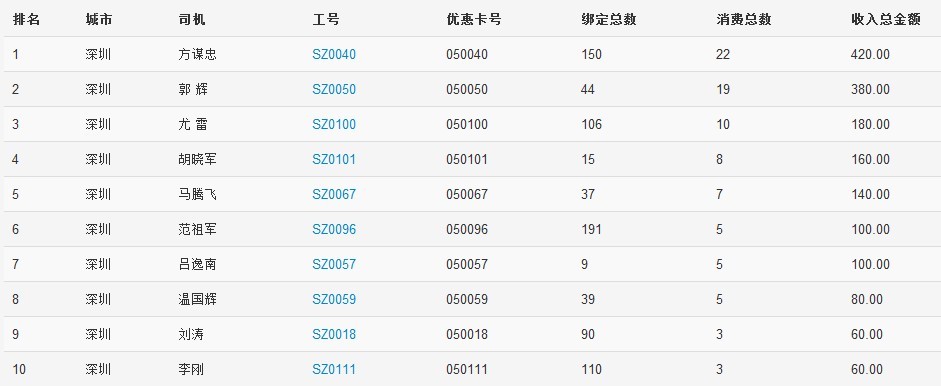 排名 城市 司机 工号 优惠卡号 绑定总数 消费总数 收入总金额
1 深圳 方谋忠 SZ0040 050040 150 22 420.00
2 深圳 郭 辉 SZ0050 050050 44 19 380.00
3 深圳 尤 雷 SZ0100 050100 106 10 180.00
4 深圳 胡晓军 SZ0101 050101 15 8 160.00
5 深圳 马腾飞 SZ0067 050067 37 7 140.00
6 深圳 范祖军 SZ0096 050096 191 5 100.00
7 深圳 吕逸南 SZ0057 050057 9 5 100.00
8 深圳 温国辉 SZ0059 050059 39 5 80.00
9 深圳 刘涛 SZ0018 050018 90 3 60.00
10 深圳 李刚 SZ0111 050111 110 3 60.00